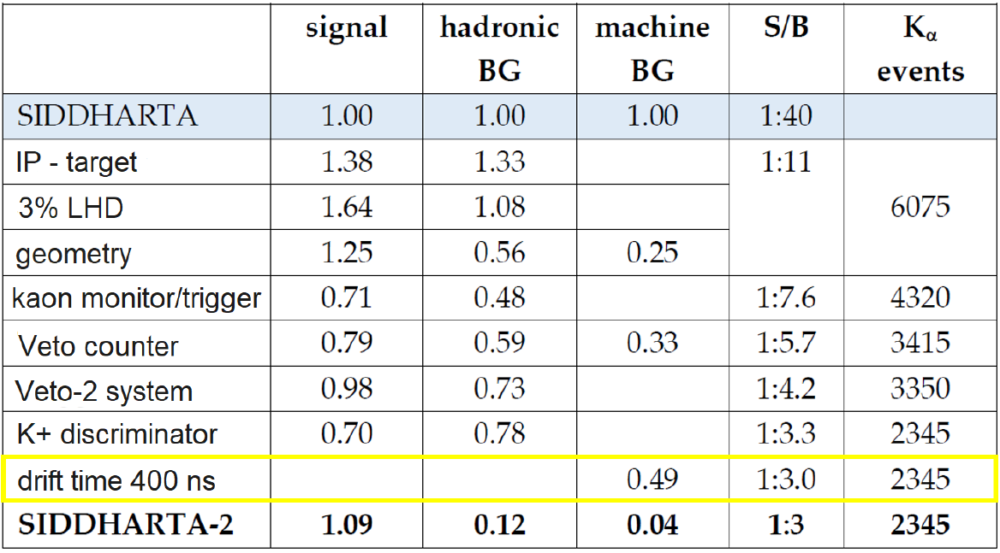 signal hadronic BG machine BG S/B Kα events
SIDDHARTA 1.00 1.00 1.00 1:40
IP - target 1.38 1.33 1:11
3% LHD 1.64 1.08 6075
geometry 1.25 0.56 0.25
kaon monitor/trigger 0.71 0.48 1:7.6 4320
Veto counter 0.79 0.59 0.33 1:5.7 3415
Veto-2 system 0.98 0.73 1:4.2 3350
K+ discriminator 0.70 0.78 1:3.3 2345
drift time 400 ns 0.49 1:3.0 2345
SIDDHARTA-2 1.09 0.12 0.04 1:3 2345